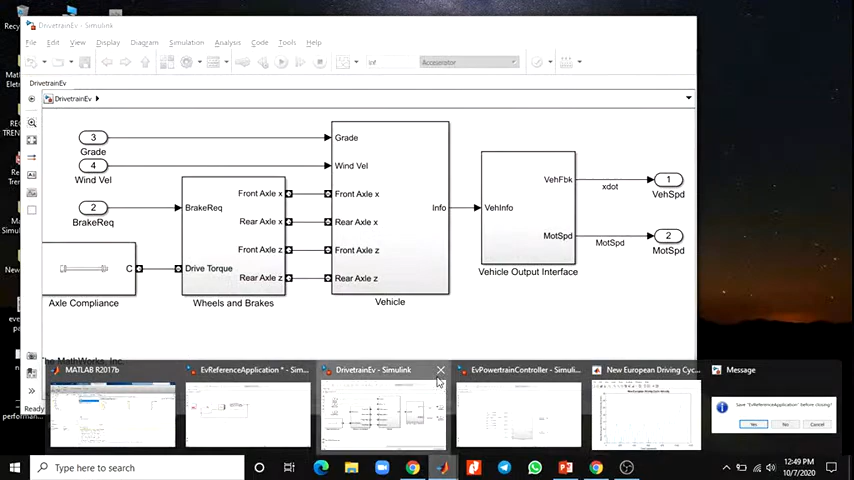 Recy
DrivetrainEv - Simulink
File Edit View Display Diagram Simulation Analysis Code Tools Help
Inf
Accelerator
DrivetrainEv
DrivetrainEv
3
Grade
4
Wind Vel
2
BrakeReq
C
Axle Compliance
BrakeReq
Drive Torque
Front Axle x
Rear Axle x
Front Axle z
Rear Axle z
Wheels and Brakes
Grade
Wind Vel
Front Axle x
Rear Axle x
Front Axle z
Rear Axle z
Info
Vehicle
VehInfo
VehFbk
MotSpd
Vehicle Output Interface
xdot
1
VehSpd
MotSpd
2
MotSpd
The MathWorks, Inc.
Ready
MATLAB R2017b
EvReferenceApplication * - Simu...
DrivetrainEv - Simulink
EvPowertrainController - Simuli...
New European Driving Cyc...
Message
Save "EvReferenceApplication" before closing?
Yes No Cancel
Type here to search
12:49 PM
10/7/2020